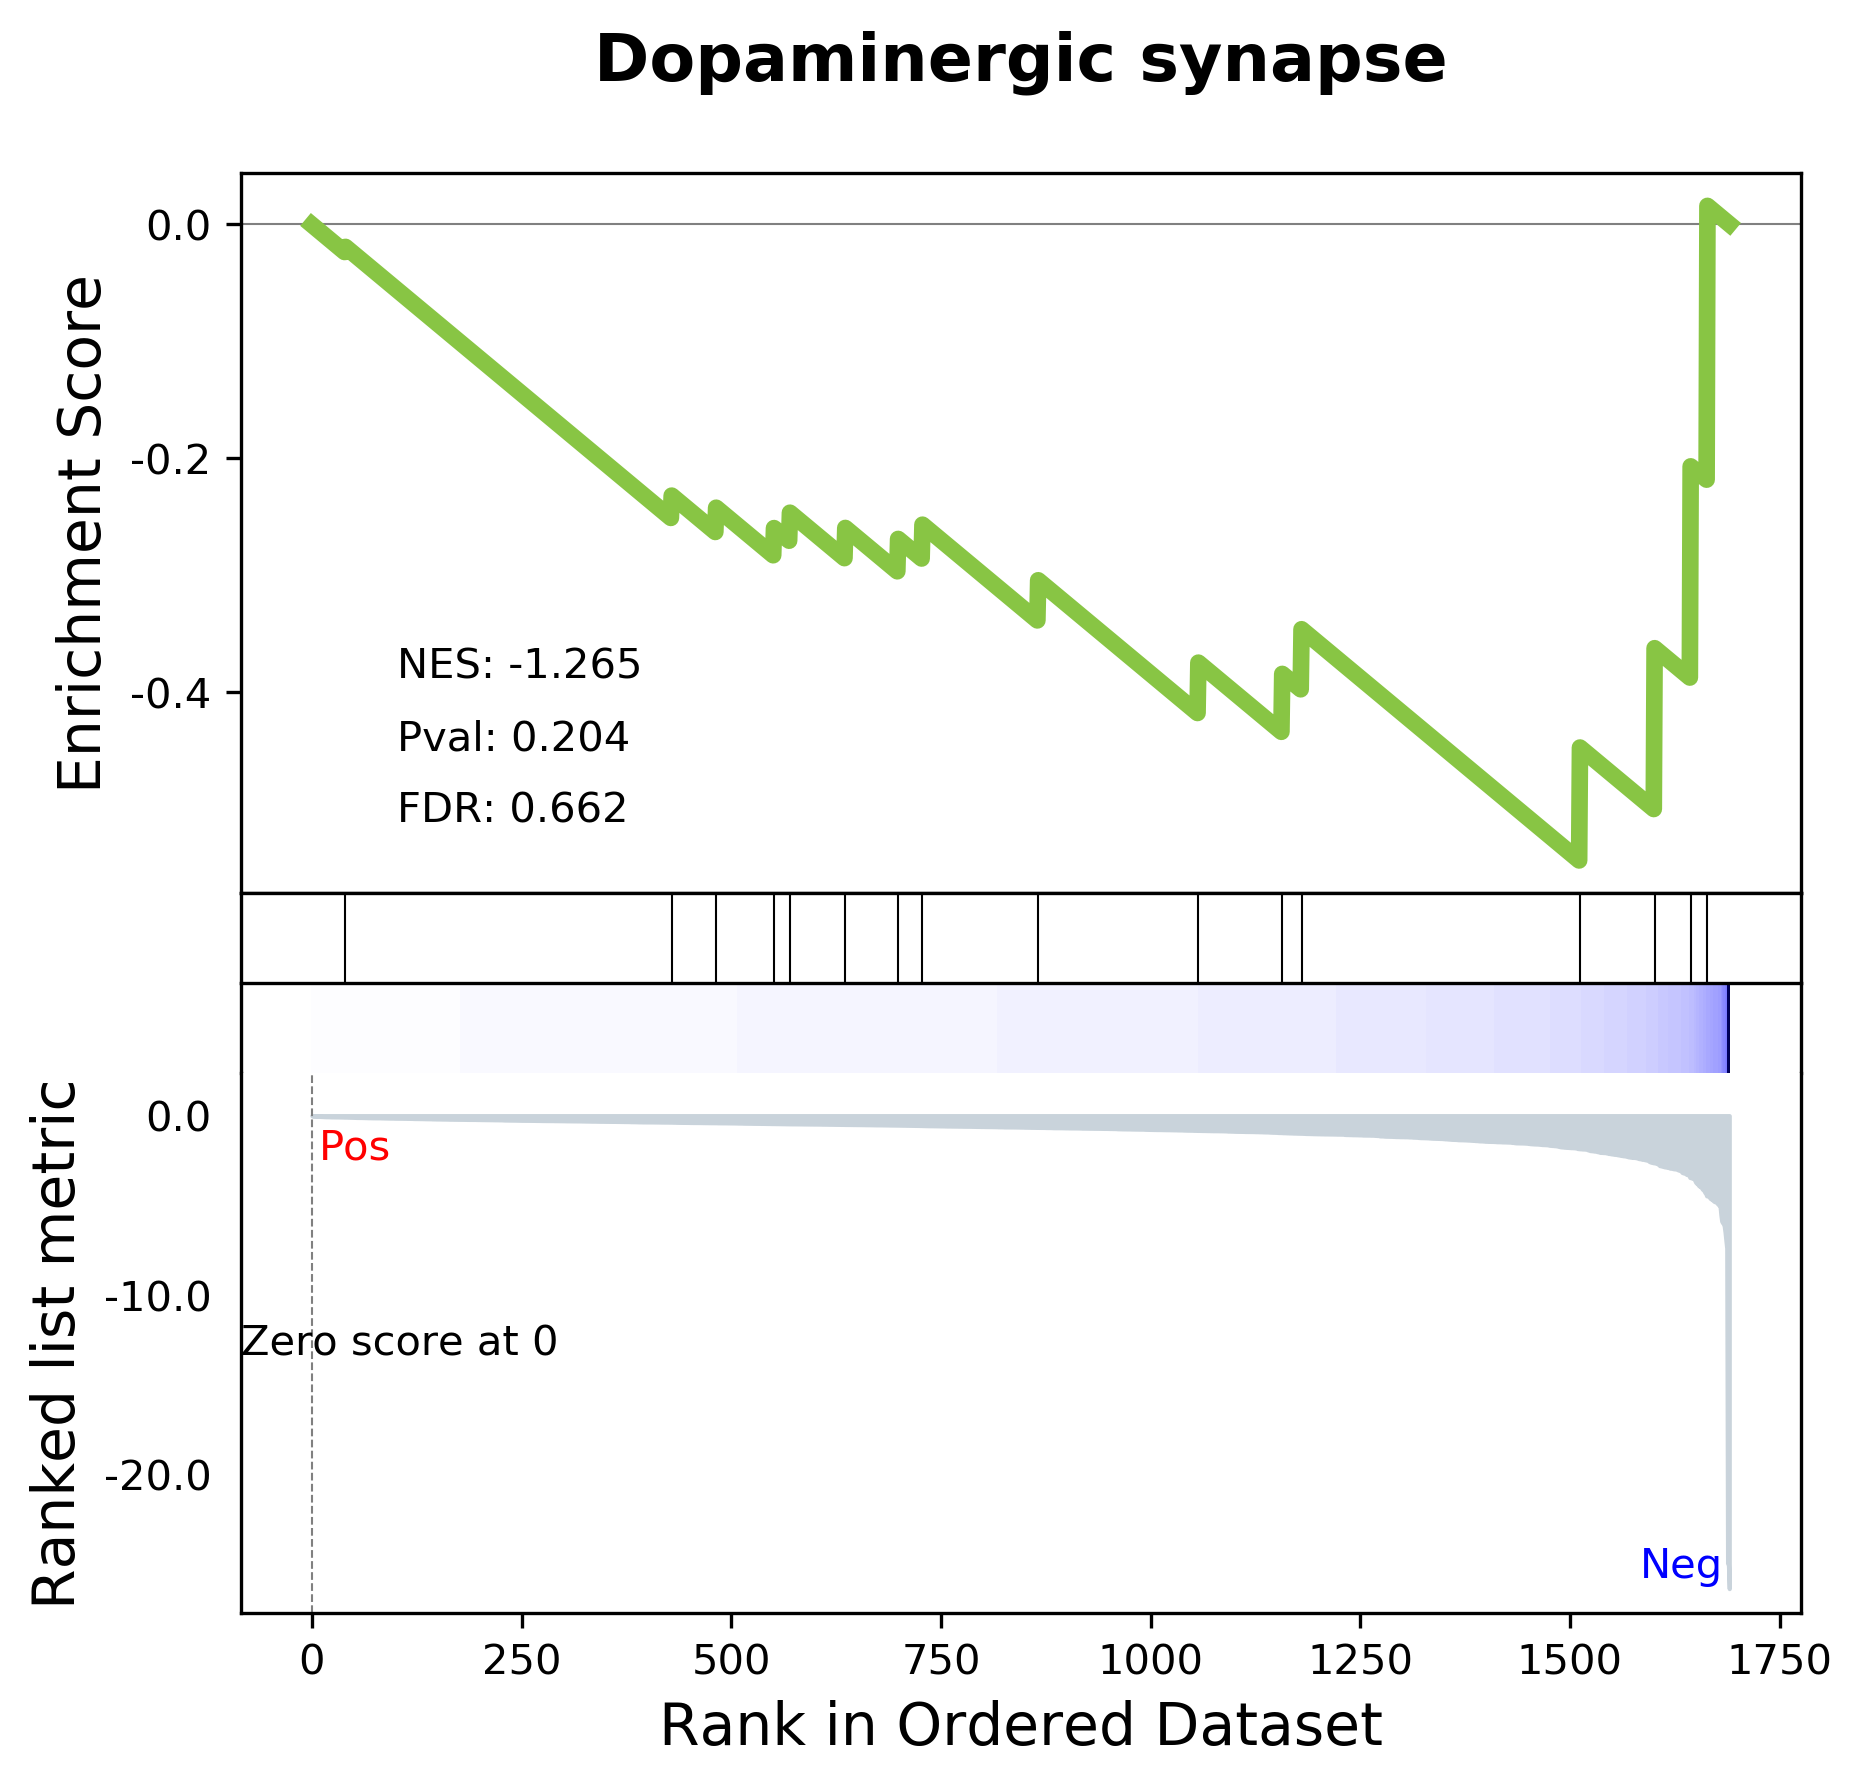 Dopaminergic synapse
Enrichment Score
0.0
-0.2
-0.4
NES: -1.265
Pval: 0.204
FDR: 0.662
Ranked list metric
0.0
-10.0
-20.0
Pos
Zero score at 0
Neg
0 250 500 750 1000 1250 1500 1750
Rank in Ordered Dataset